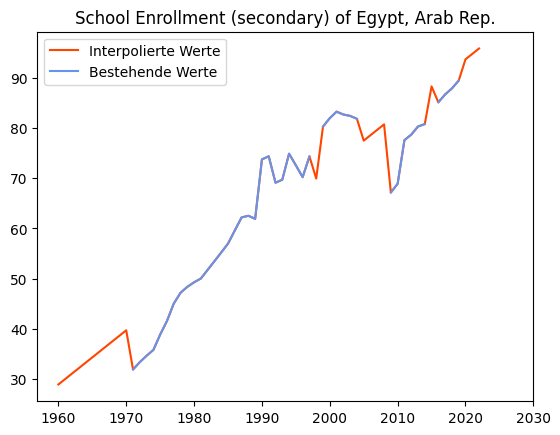 School Enrollment (secondary) of Egypt, Arab Rep.
Interpolierte Werte
Bestehende Werte
90
80
70
60
50
40
30
1960 1970 1980 1990 2000 2010 2020 2030